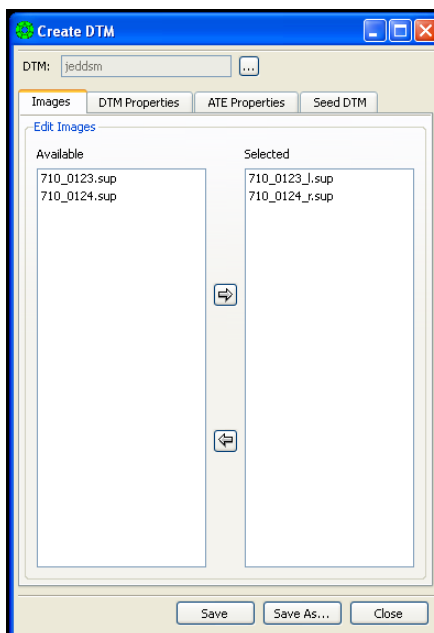 Create DTM
DTM: jeddsm ...
Images DTM Properties ATE Properties Seed DTM
Edit Images
Available Selected
710_0123.sup 710_0123_l.sup
710_0124.sup 710_0124_r.sup
Save Save As... Close